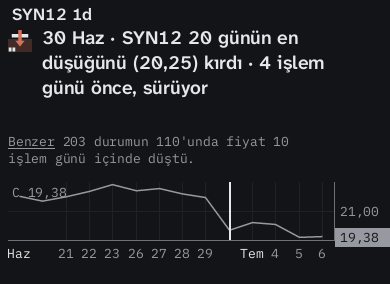 SYN12 1d
30 Haz · SYN12 20 günün en
düşüğünü (20,25) kırdı · 4 işlem
günü önce, sürüyor
Benzer 203 durumun 110'unda fiyat 10
işlem günü içinde düştü.
C 19,38
21,00
19,38
Haz 21 22 23 26 27 28 29 Tem 4 5 6